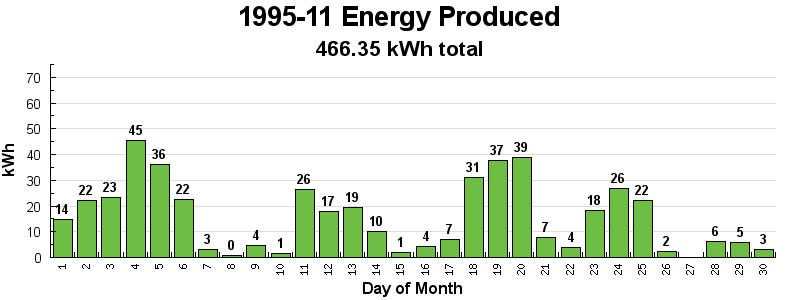 1995-11 Energy Produced
466.35 kWh total
kWh
70
60
50
40
30
20
10
0
14 22 23 45 36 22 3 0 4 1 26 17 19 10 1 4 7 31 37 39 7 4 18 26 22 2 6 5 3
1 2 3 4 5 6 7 8 9 10 11 12 13 14 15 16 17 18 19 20 21 22 23 24 25 26 27 28 29 30
Day of Month